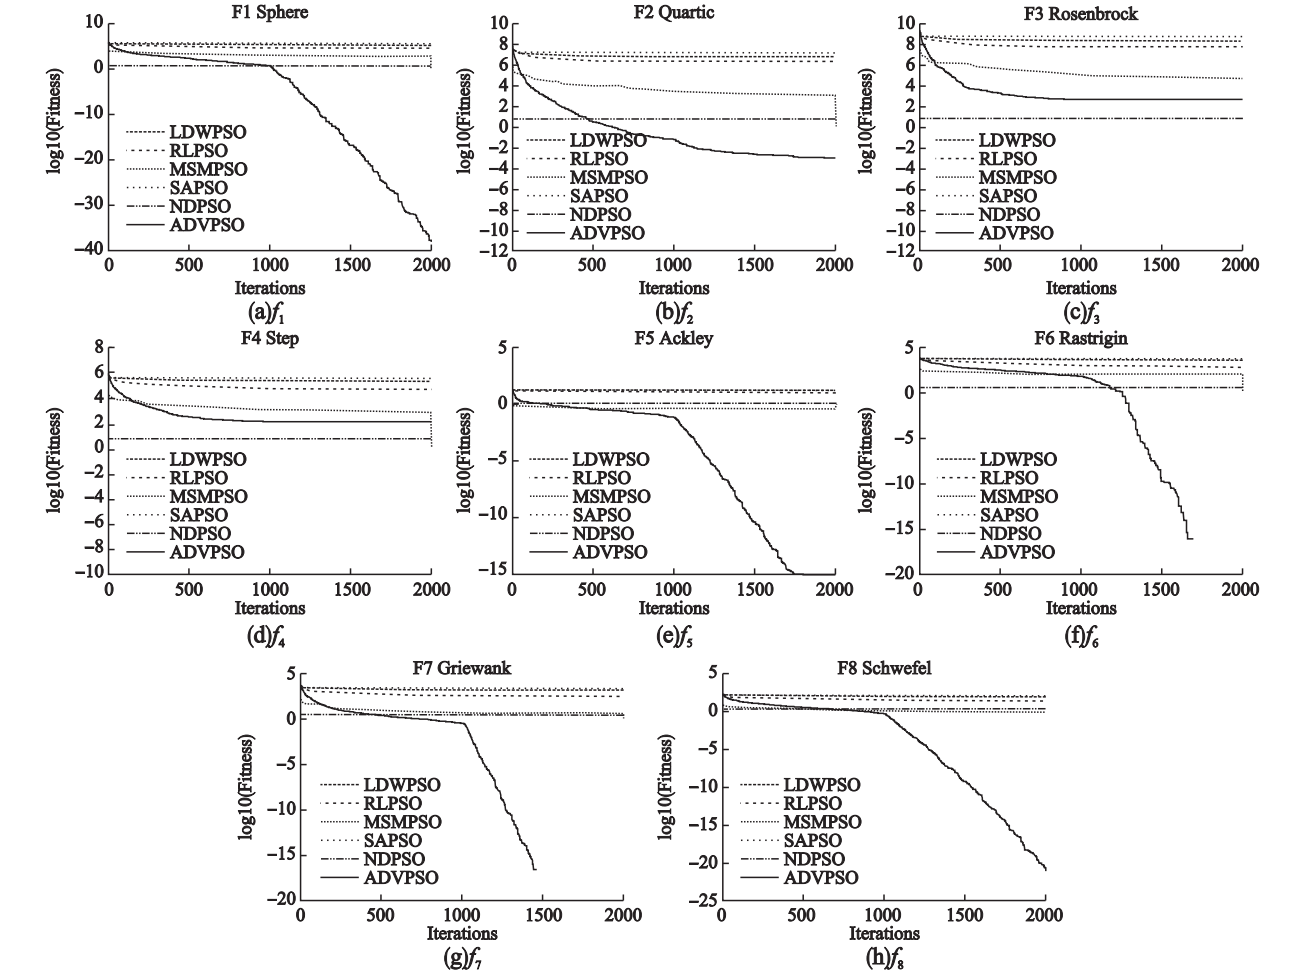 F1 Sphere
log10(Fitness)
10
0
−10
−20
−30
−40
LDWPSO
RLPSO
MSMPSO
SAPSO
NDPSO
ADVPSO
0 500 1000 1500 2000
Iterations
(a)f1
F2 Quartic
log10(Fitness)
10
8
6
4
2
0
−2
−4
−6
−8
−10
−12
LDWPSO
RLPSO
MSMPSO
SAPSO
NDPSO
ADVPSO
0 500 1000 1500 2000
Iterations
(b)f2
F3 Rosenbrock
log10(Fitness)
10
8
6
4
2
0
2
4
6
8
−10
−12
LDWPSO
RLPSO
MSMPSO
SAPSO
NDPSO
ADVPSO
0 500 1000 1500 2000
Iterations
(c)f3
F4 Step
log10(Fitness)
8
6
4
2
0
−2
−4
−6
−8
−10
LDWPSO
RLPSO
MSMPSO
SAPSO
NDPSO
ADVPSO
0 500 1000 1500 2000
Iterations
(d)f4
F5 Ackley
log10(Fitness)
5
0
−5
−10
−15
LDWPSO
RLPSO
MSMPSO
SAPSO
NDPSO
ADVPSO
0 500 1000 1500 2000
Iterations
(e)f5
F6 Rastrigin
log10(Fitness)
5
0
−5
−10
−15
−20
LDWPSO
RLPSO
MSMPSO
SAPSO
NDPSO
ADVPSO
0 500 1000 1500 2000
Iterations
(f)f6
F7 Griewank
log10(Fitness)
5
0
−5
−10
−15
−20
LDWPSO
RLPSO
MSMPSO
SAPSO
NDPSO
ADVPSO
0 500 1000 1500 2000
Iterations
(g)f7
F8 Schwefel
log10(Fitness)
5
0
−5
−10
−15
−20
−25
LDWPSO
RLPSO
MSMPSO
SAPSO
NDPSO
ADVPSO
0 500 1000 1500 2000
Iterations
(h)f8